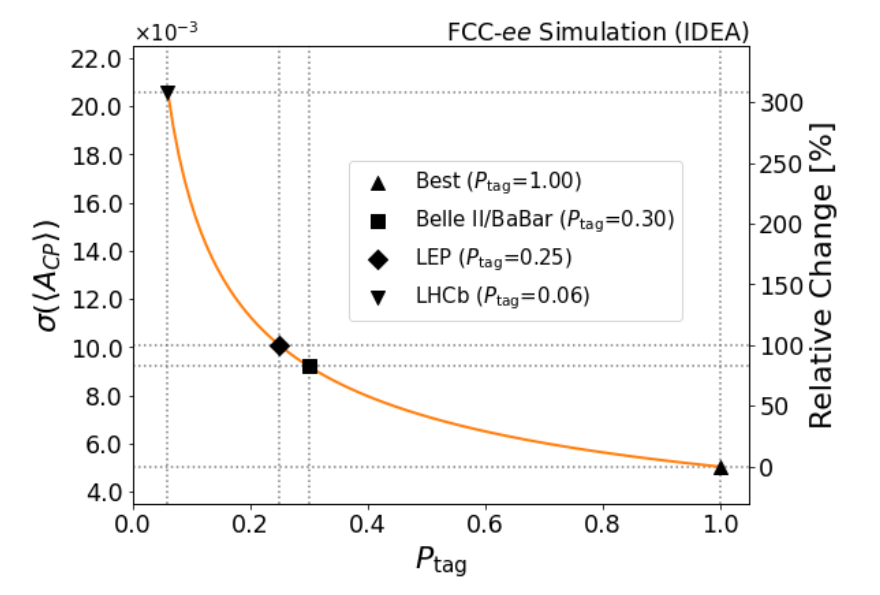 ×10⁻³
FCC-ee Simulation (IDEA)
22.0
20.0
18.0
16.0
14.0
12.0
10.0
8.0
6.0
4.0
σ(⟨A_CP⟩)
Best (P_tag=1.00)
Belle II/BaBar (P_tag=0.30)
LEP (P_tag=0.25)
LHCb (P_tag=0.06)
300
250
200
150
100
50
0
Relative Change [%]
0.0 0.2 0.4 0.6 0.8 1.0
P_tag